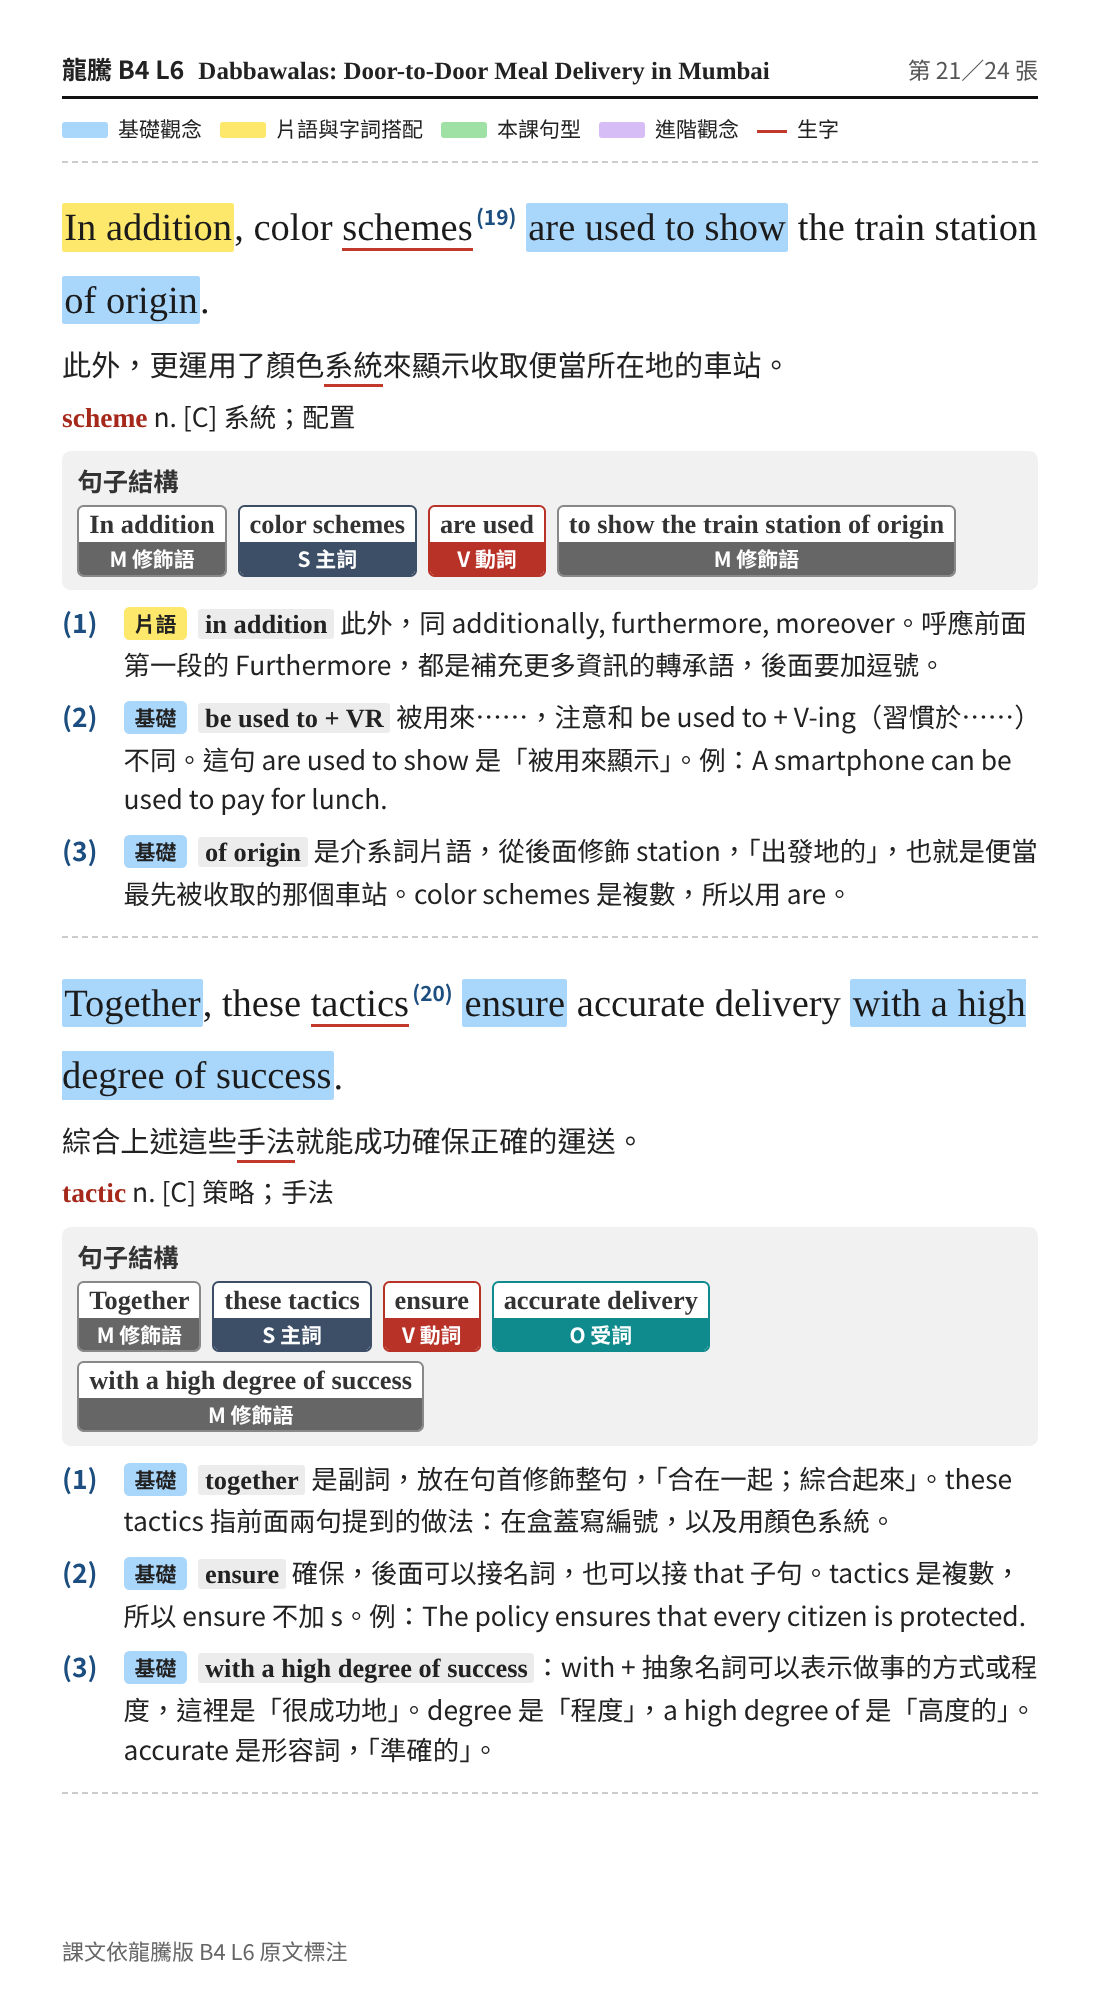 龍騰 B4 L6 Dabbawalas: Door-to-Door Meal Delivery in Mumbai 第 21／24 張
基礎觀念 片語與字詞搭配 本課句型 進階觀念 生字
In addition, color schemes(19) are used to show the train station
of origin.
此外，更運用了顏色系統來顯示收取便當所在地的車站。
scheme n. [C] 系統；配置
句子結構
In addition color schemes are used to show the train station of origin
M 修飾語 S 主詞 V 動詞 M 修飾語
(1) 片語 in addition 此外，同 additionally, furthermore, moreover。呼應前面
第一段的 Furthermore，都是補充更多資訊的轉承語，後面要加逗號。
(2) 基礎 be used to + VR 被用來⋯⋯，注意和 be used to + V-ing（習慣於⋯⋯）
不同。這句 are used to show 是「被用來顯示」。例：A smartphone can be
used to pay for lunch.
(3) 基礎 of origin 是介系詞片語，從後面修飾 station，「出發地的」，也就是便當
最先被收取的那個車站。color schemes 是複數，所以用 are。
Together, these tactics(20) ensure accurate delivery with a high
degree of success.
綜合上述這些手法就能成功確保正確的運送。
tactic n. [C] 策略；手法
句子結構
Together these tactics ensure accurate delivery
M 修飾語 S 主詞 V 動詞 O 受詞
with a high degree of success
M 修飾語
(1) 基礎 together 是副詞，放在句首修飾整句，「合在一起；綜合起來」。these
tactics 指前面兩句提到的做法：在盒蓋寫編號，以及用顏色系統。
(2) 基礎 ensure 確保，後面可以接名詞，也可以接 that 子句。tactics 是複數，
所以 ensure 不加 s。例：The policy ensures that every citizen is protected.
(3) 基礎 with a high degree of success：with + 抽象名詞可以表示做事的方式或程
度，這裡是「很成功地」。degree 是「程度」，a high degree of 是「高度的」。
accurate 是形容詞，「準確的」。
課文依龍騰版 B4 L6 原文標注